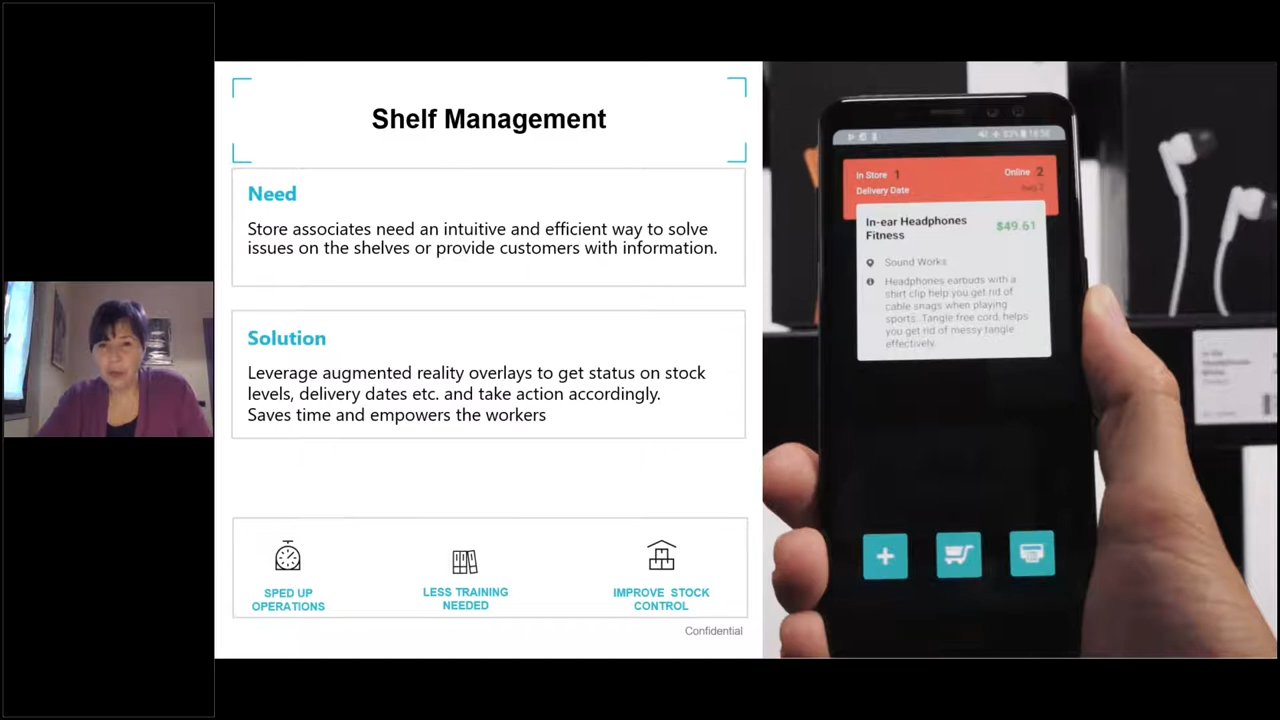 Shelf Management
Need
Store associates need an intuitive and efficient way to solve
issues on the shelves or provide customers with information.
Solution
Leverage augmented reality overlays to get status on stock
levels, delivery dates etc. and take action accordingly.
Saves time and empowers the workers
SPED UP
OPERATIONS
LESS TRAINING
NEEDED
IMPROVE STOCK
CONTROL
Confidential
In Store 1
Online 2
Delivery Date
In-ear Headphones
Fitness
$49.61
Sound Works
Headphones earbuds with a
shirt clip help you get rid of
cable snags when playing
sports. Tangle free cord, helps
you get rid of messy tangle
effectively.